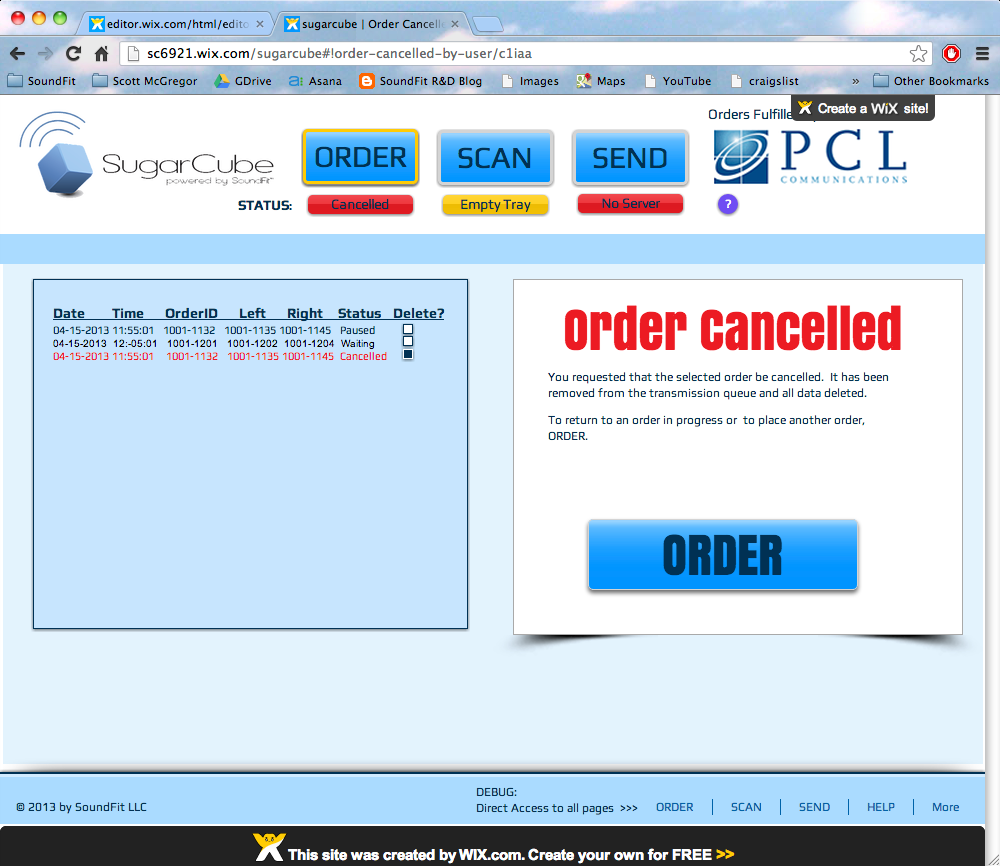 editor.wix.com/html/edito
sugarcube | Order Cancelle
sc6921.wix.com/sugarcube#!order-cancelled-by-user/c1iaa
SoundFit Scott McGregor GDrive Asana SoundFit R&D Blog Images Maps YouTube craigslist » Other Bookmarks
Orders Fulfille
Create a WiX site!
SugarCube
powered by SoundFit
ORDER SCAN SEND
PCL
COMMUNICATIONS
STATUS: Cancelled Empty Tray No Server ?
Date Time OrderID Left Right Status Delete?
04-15-2013 11:55:01 1001-1132 1001-1135 1001-1145 Paused
04-15-2013 12:-05:01 1001-1201 1001-1202 1001-1204 Waiting
04-15-2013 11:55:01 1001-1132 1001-1135 1001-1145 Cancelled
Order Cancelled
You requested that the selected order be cancelled. It has been
removed from the transmission queue and all data deleted.
To return to an order in progress or to place another order,
ORDER.
ORDER
© 2013 by SoundFit LLC
DEBUG:
Direct Access to all pages >>> ORDER SCAN SEND HELP More
This site was created by WIX.com. Create your own for FREE >>